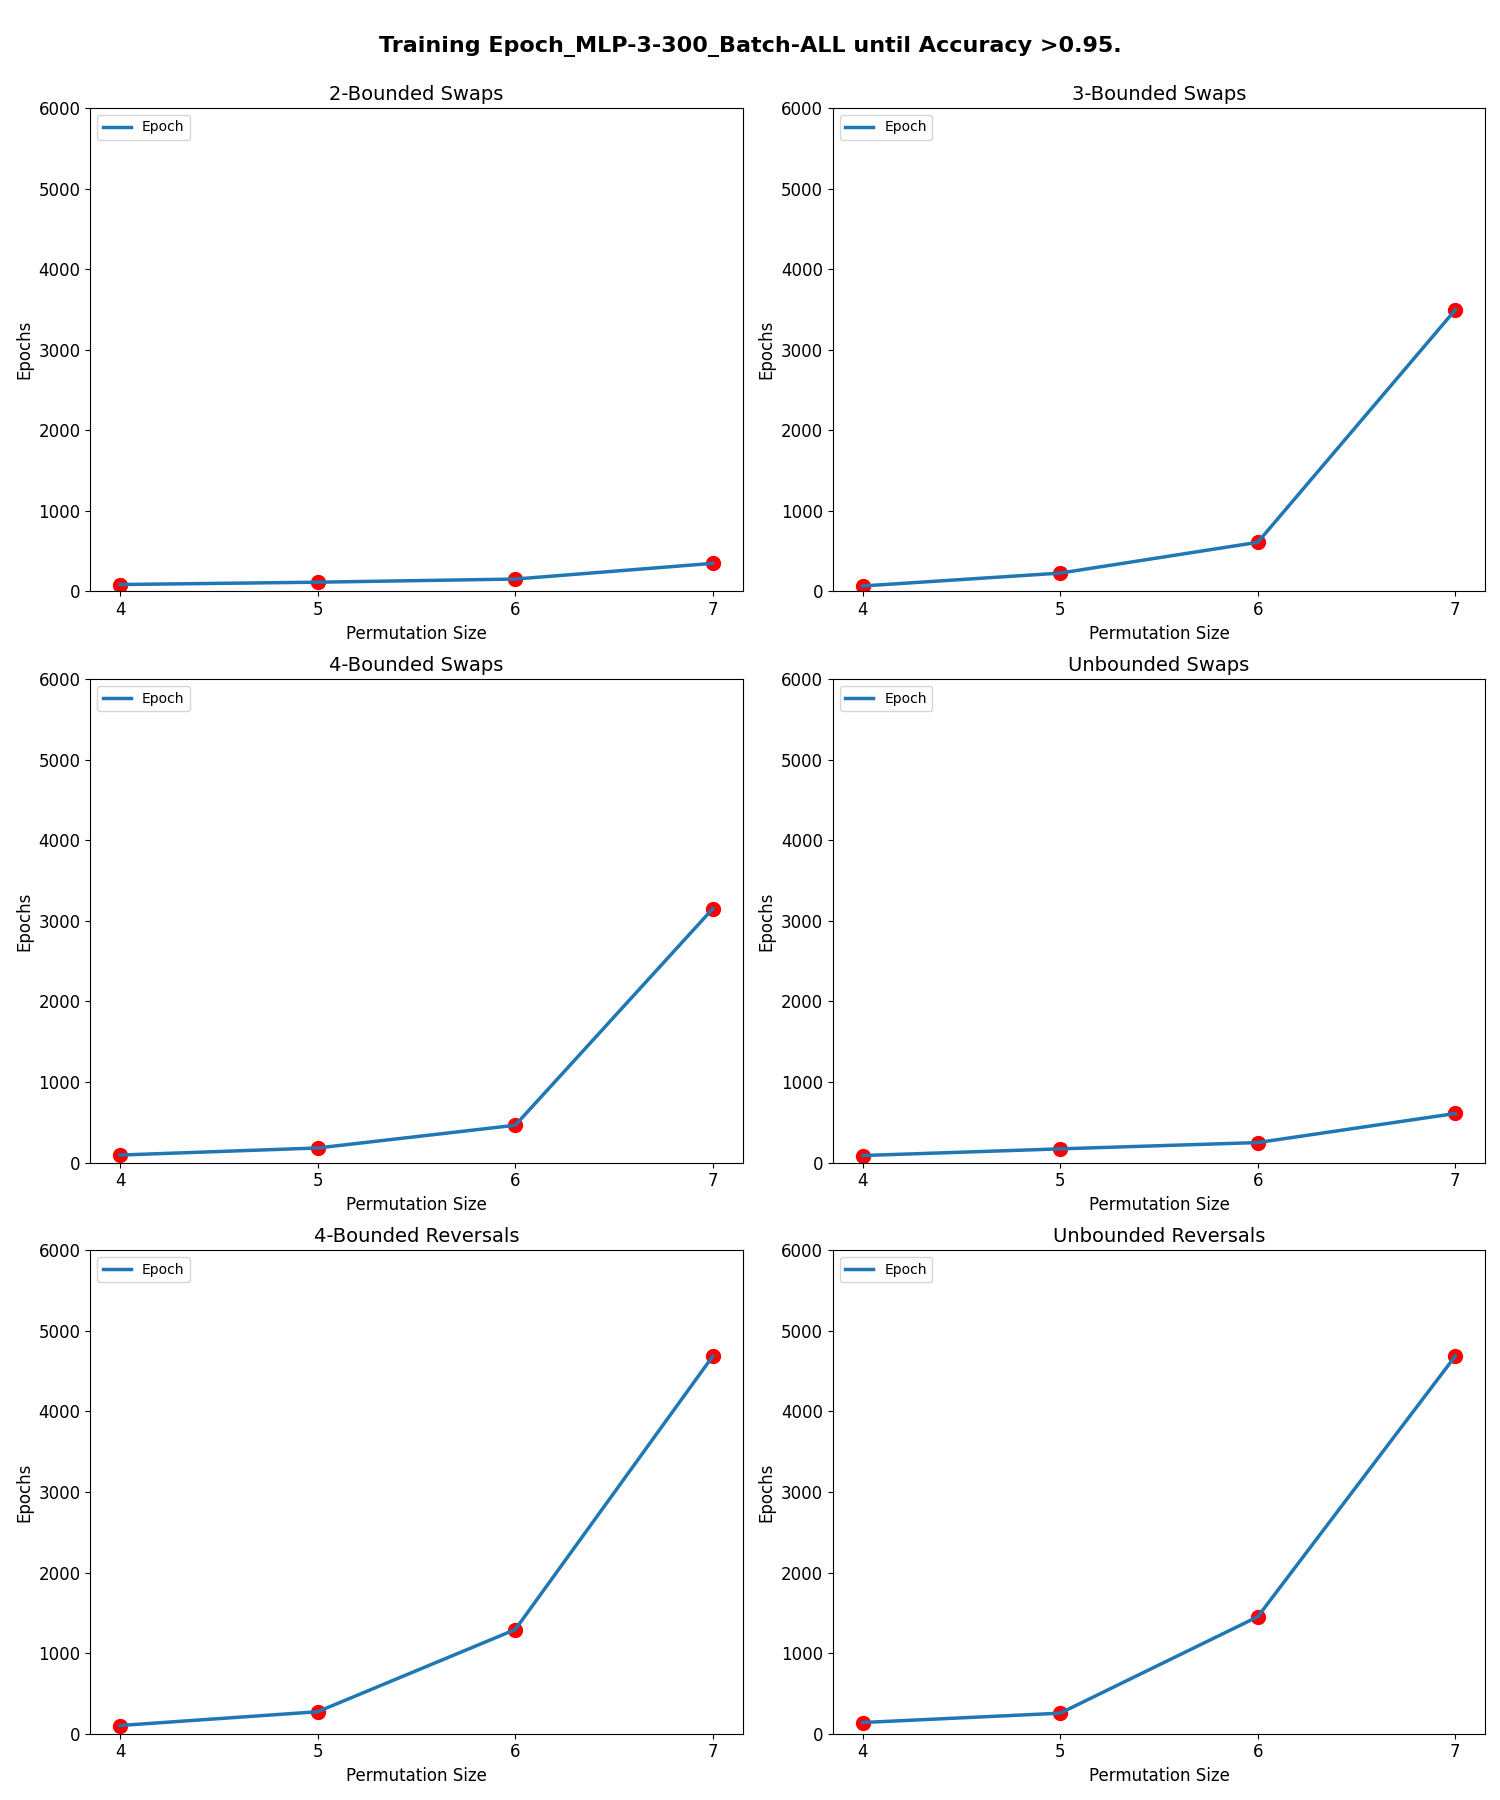 Training Epoch_MLP-3-300_Batch-ALL until Accuracy >0.95.
2-Bounded Swaps
Epoch
6000
5000
4000
3000
2000
1000
0
Epochs
4 5 6 7
Permutation Size
3-Bounded Swaps
Epoch
6000
5000
4000
3000
2000
1000
0
Epochs
4 5 6 7
Permutation Size
4-Bounded Swaps
Epoch
6000
5000
4000
3000
2000
1000
0
Epochs
4 5 6 7
Permutation Size
Unbounded Swaps
Epoch
6000
5000
4000
3000
2000
1000
0
Epochs
4 5 6 7
Permutation Size
4-Bounded Reversals
Epoch
6000
5000
4000
3000
2000
1000
0
Epochs
4 5 6 7
Permutation Size
Unbounded Reversals
Epoch
6000
5000
4000
3000
2000
1000
0
Epochs
4 5 6 7
Permutation Size